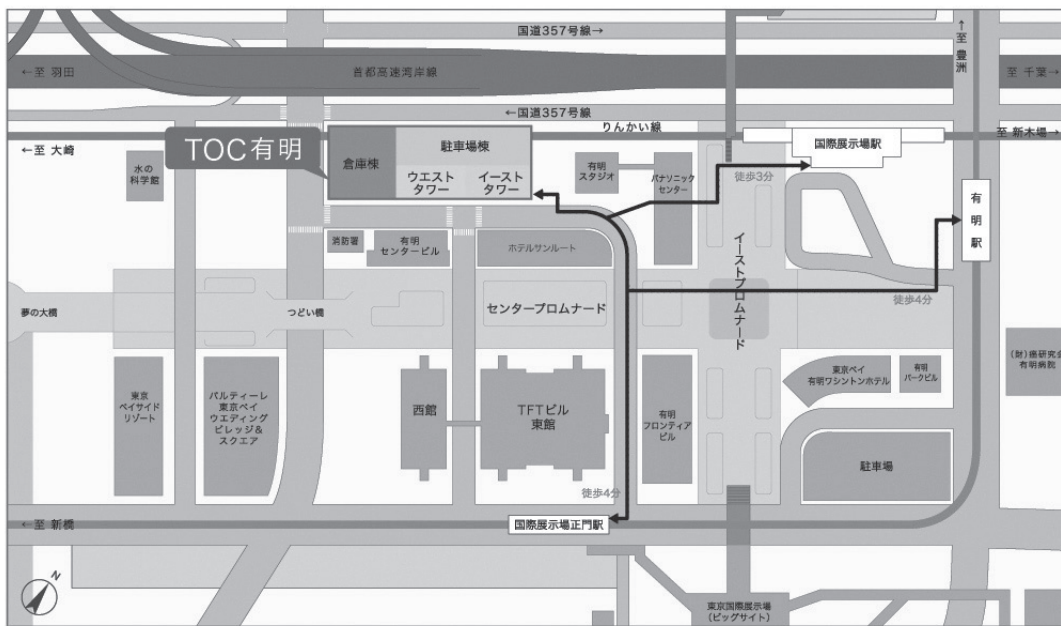 国道357号線→
←至 羽田
首都高速湾岸線
↑至 豊洲
至 千葉→
←国道357号線
りんかい線
←至 大崎
至 新木場→
TOC有明
倉庫棟
駐車場棟
ウエスト
タワー
イースト
タワー
水の
科学館
有明
スタジオ
パナソニック
センター
国際展示場駅
徒歩3分
有明駅
消防署
有明
センタービル
ホテルサンルート
イーストプロムナード
徒歩4分
夢の大橋
つどい橋
センタープロムナード
東京
ベイサイド
リゾート
パルティーレ
東京ベイ
ウエディング
ビレッジ&
スクエア
西館
TFTビル
東館
有明
フロンティア
ビル
東京ベイ
有明ワシントンホテル
有明
パークビル
(財)癌研究会
有明病院
駐車場
徒歩4分
←至 新橋
国際展示場正門駅
N
東京国際展示場
(ビッグサイト)